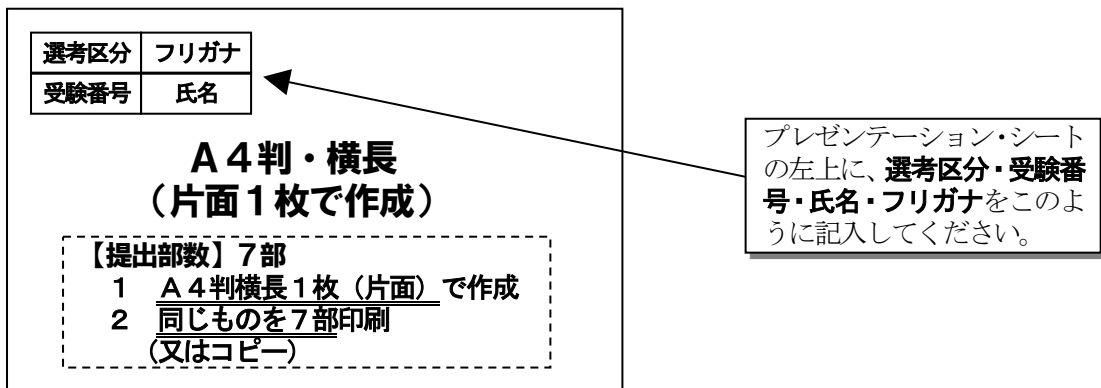 選考区分 フリガナ
受験番号 氏名
A4判・横長
(片面1枚で作成)
【提出部数】7部
1 A4判横長1枚(片面)で作成
2 同じものを7部印刷
(又はコピー)
プレゼンテーション・シート
の左上に、選考区分・受験番
号・氏名・フリガナをこのよ
うに記入してください。